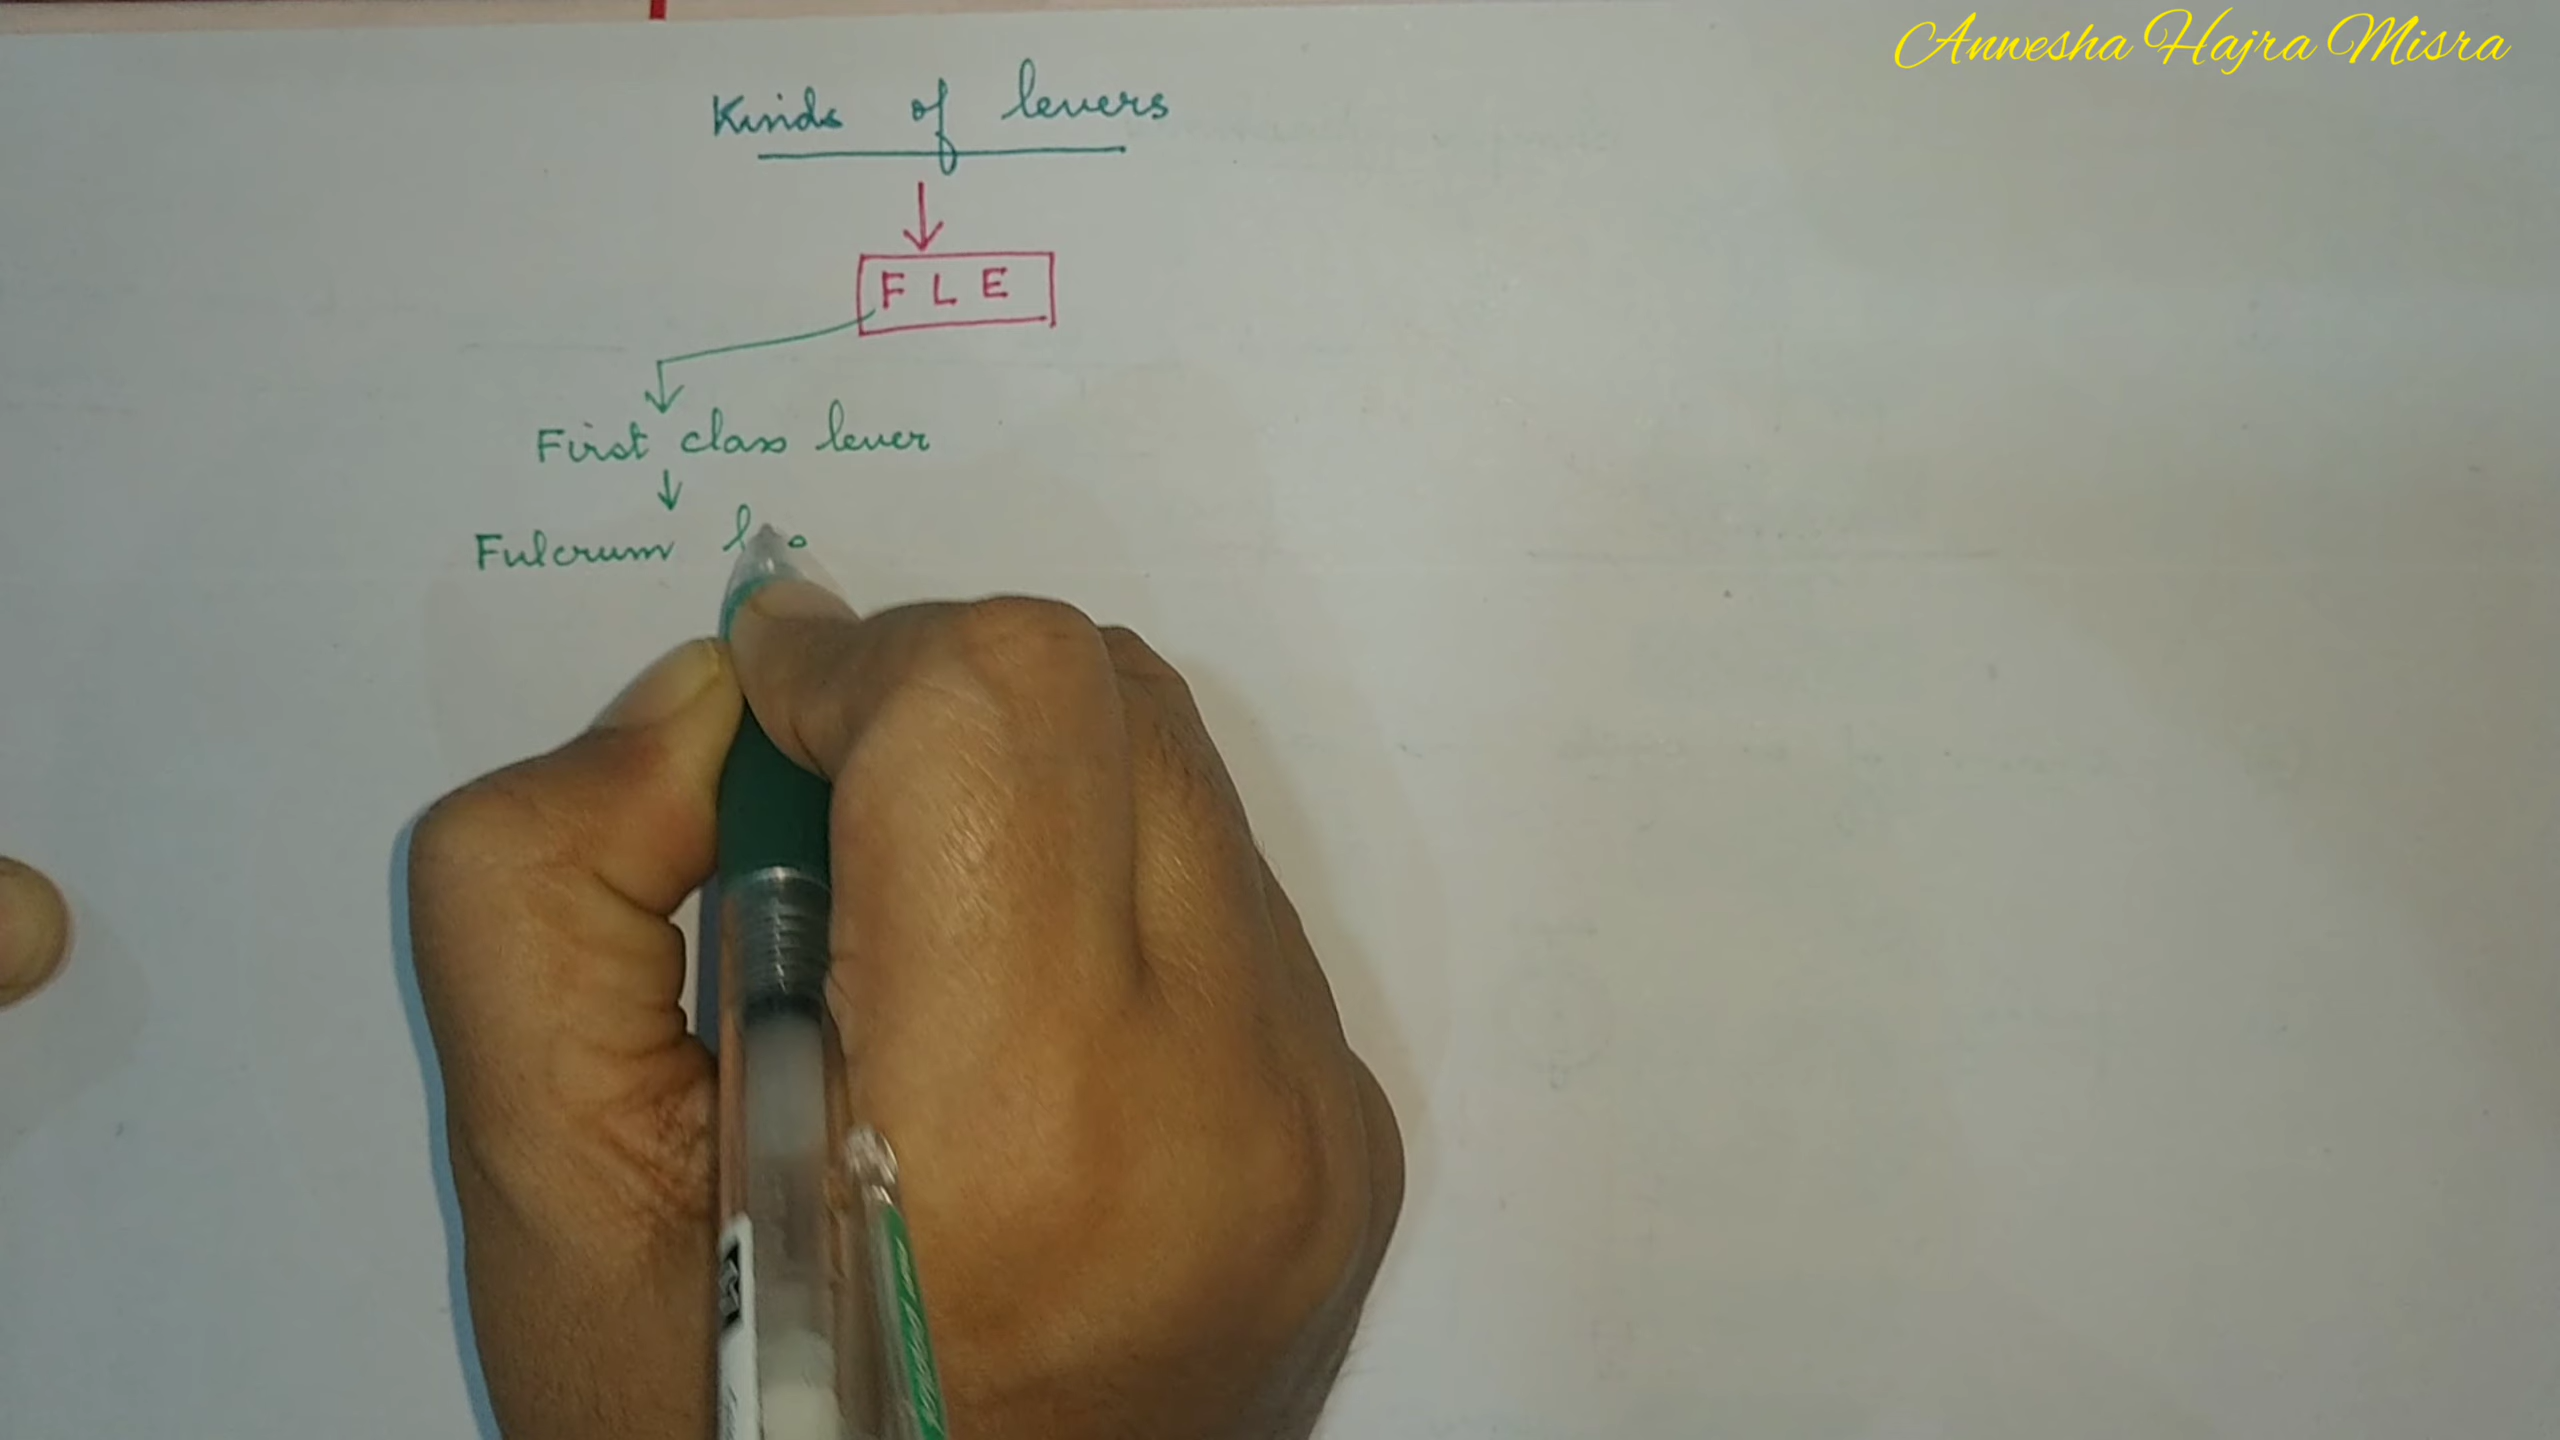 Anwesha Hajra Misra
Kinds of levers
F L E
First class lever
Fulcrum